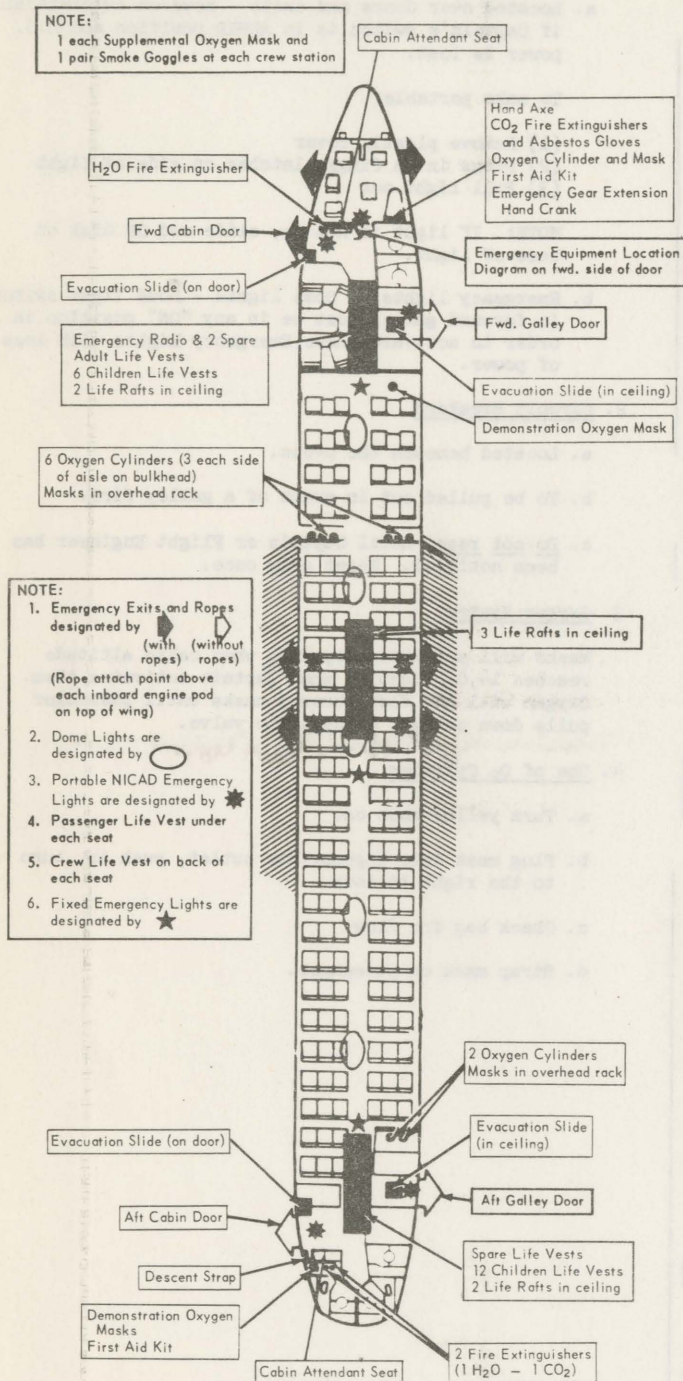 NOTE:
1 each Supplemental Oxygen Mask and
1 pair Smoke Goggles at each crew station
Cabin Attendant Seat
Hand Axe
CO2 Fire Extinguishers
and Asbestos Gloves
Oxygen Cylinder and Mask
First Aid Kit
Emergency Gear Extension
Hand Crank
H2O Fire Extinguisher
Fwd Cabin Door
Emergency Equipment Location
Diagram on fwd. side of door
Evacuation Slide (on door)
Fwd. Galley Door
Emergency Radio & 2 Spare
Adult Life Vests
6 Children Life Vests
2 Life Rafts in ceiling
Evacuation Slide (in ceiling)
Demonstration Oxygen Mask
6 Oxygen Cylinders (3 each side
of aisle on bulkhead)
Masks in overhead rack
NOTE:
1. Emergency Exits and Ropes
designated by
(with ropes) (without ropes)
(Rope attach point above
each inboard engine pod
on top of wing)
2. Dome Lights are
designated by
3. Portable NICAD Emergency
Lights are designated by
4. Passenger Life Vest under
each seat
5. Crew Life Vest on back of
each seat
6. Fixed Emergency Lights are
designated by
3 Life Rafts in ceiling
2 Oxygen Cylinders
Masks in overhead rack
Evacuation Slide (on door)
Evacuation Slide
(in ceiling)
Aft Cabin Door
Aft Galley Door
Descent Strap
Spare Life Vests
12 Children Life Vests
2 Life Rafts in ceiling
Demonstration Oxygen
Masks
First Aid Kit
Cabin Attendant Seat
2 Fire Extinguishers
(1 H2O – 1 CO2)